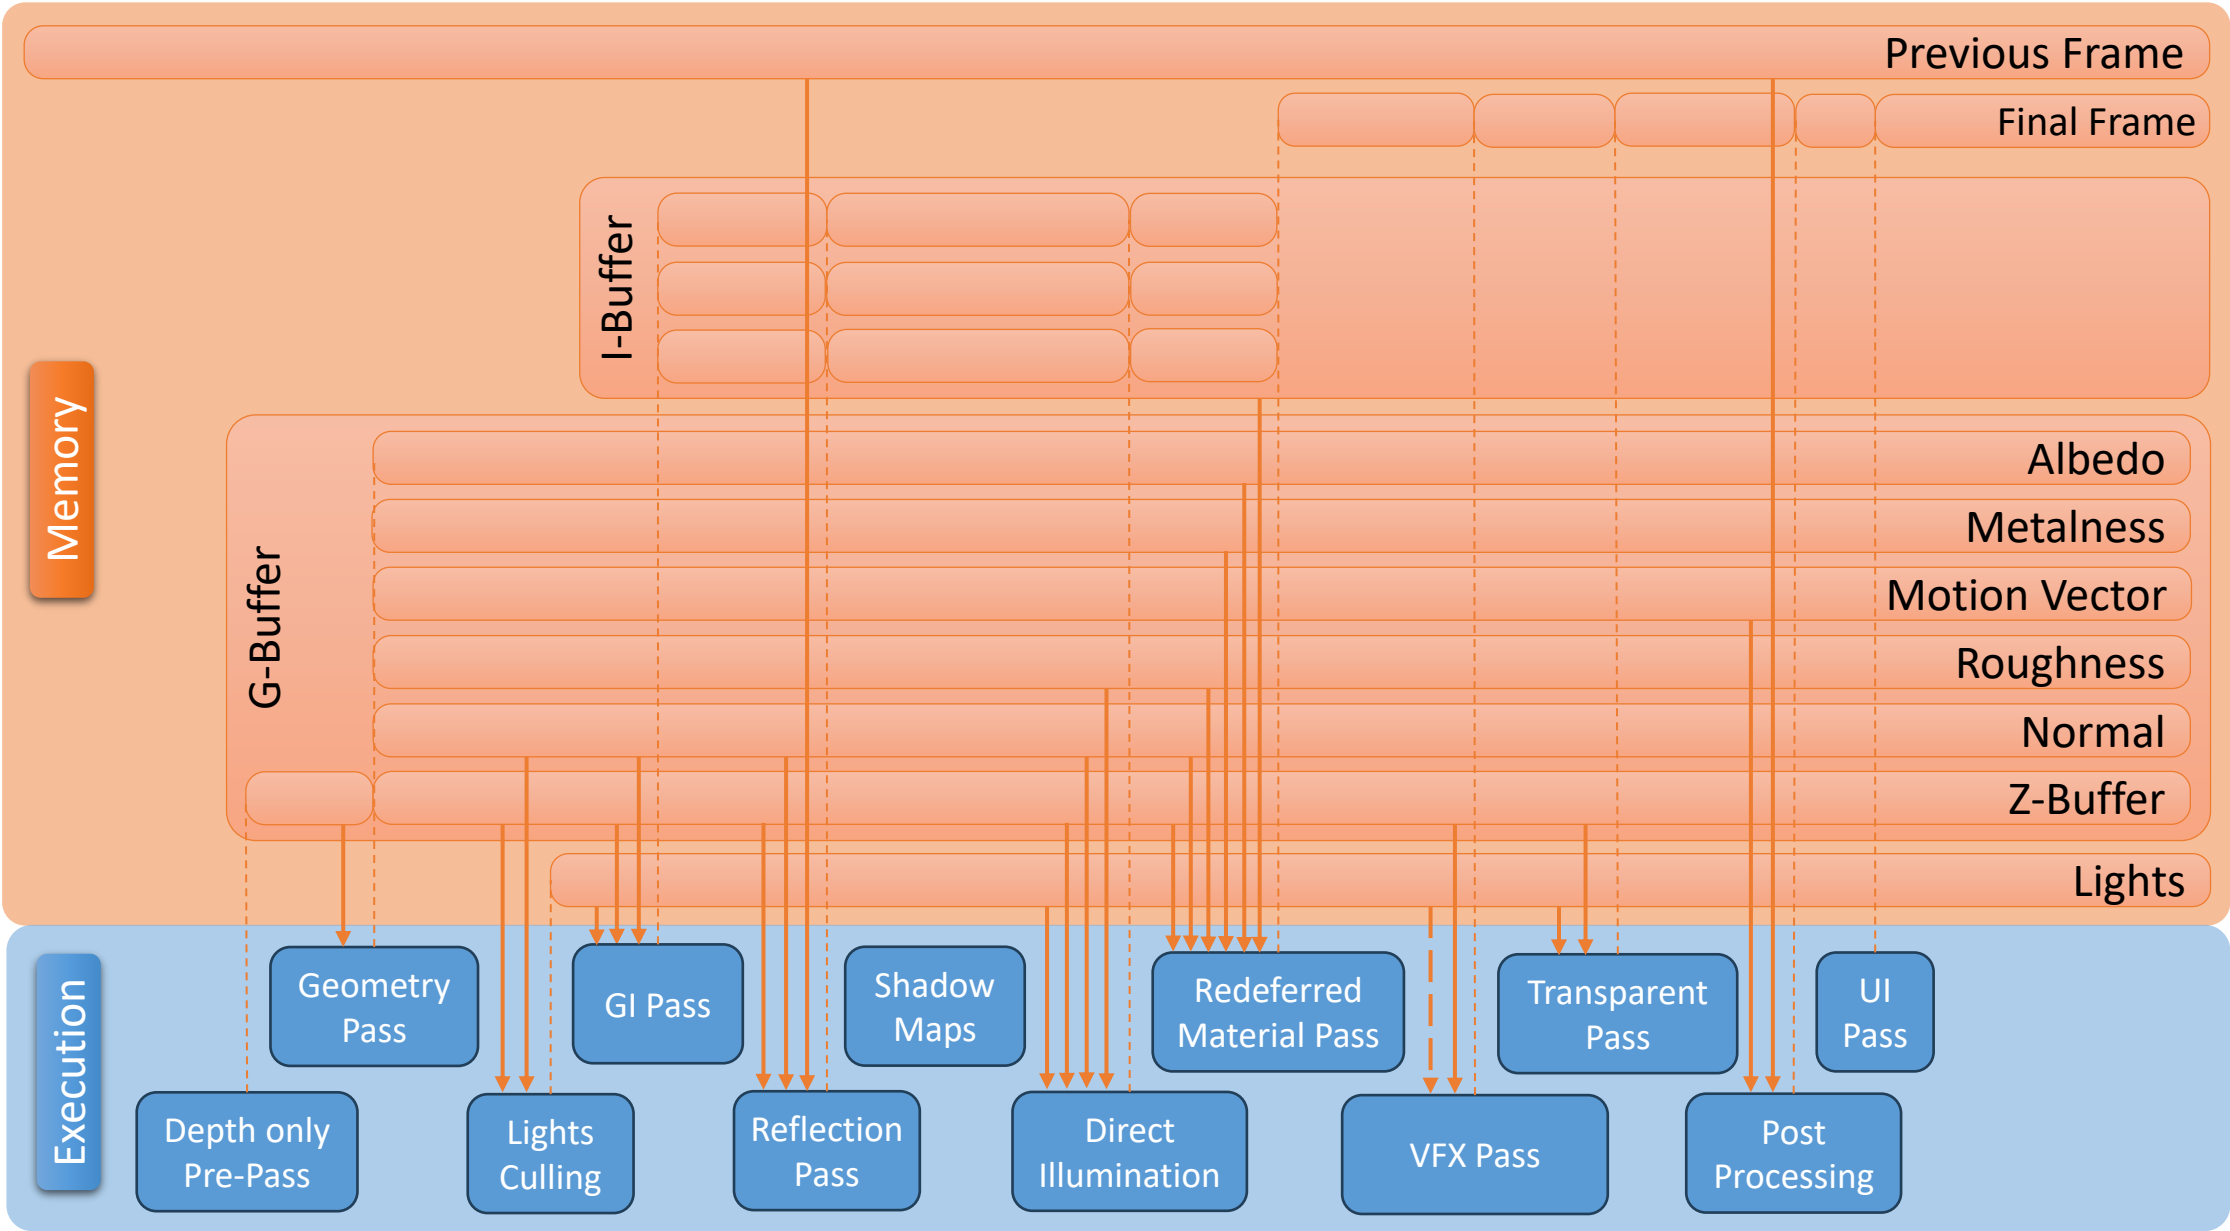 Previous Frame
Final Frame
I-Buffer
Memory
G-Buffer
Albedo
Metalness
Motion Vector
Roughness
Normal
Z-Buffer
Lights
Execution
Geometry
Pass
GI Pass
Shadow
Maps
Redeferred
Material Pass
Transparent
Pass
UI
Pass
Depth only
Pre-Pass
Lights
Culling
Reflection
Pass
Direct
Illumination
VFX Pass
Post
Processing